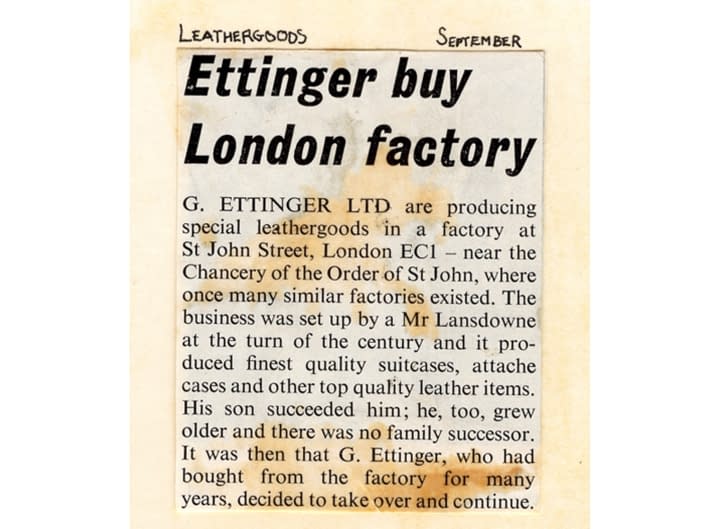 LEATHERGOODS SEPTEMBER
Ettinger buy
London factory
G. ETTINGER LTD are producing
special leathergoods in a factory at
St John Street, London EC1 – near the
Chancery of the Order of St John, where
once many similar factories existed. The
business was set up by a Mr Lansdowne
at the turn of the century and it pro-
duced finest quality suitcases, attache
cases and other top quality leather items.
His son succeeded him; he, too, grew
older and there was no family successor.
It was then that G. Ettinger, who had
bought from the factory for many
years, decided to take over and continue.